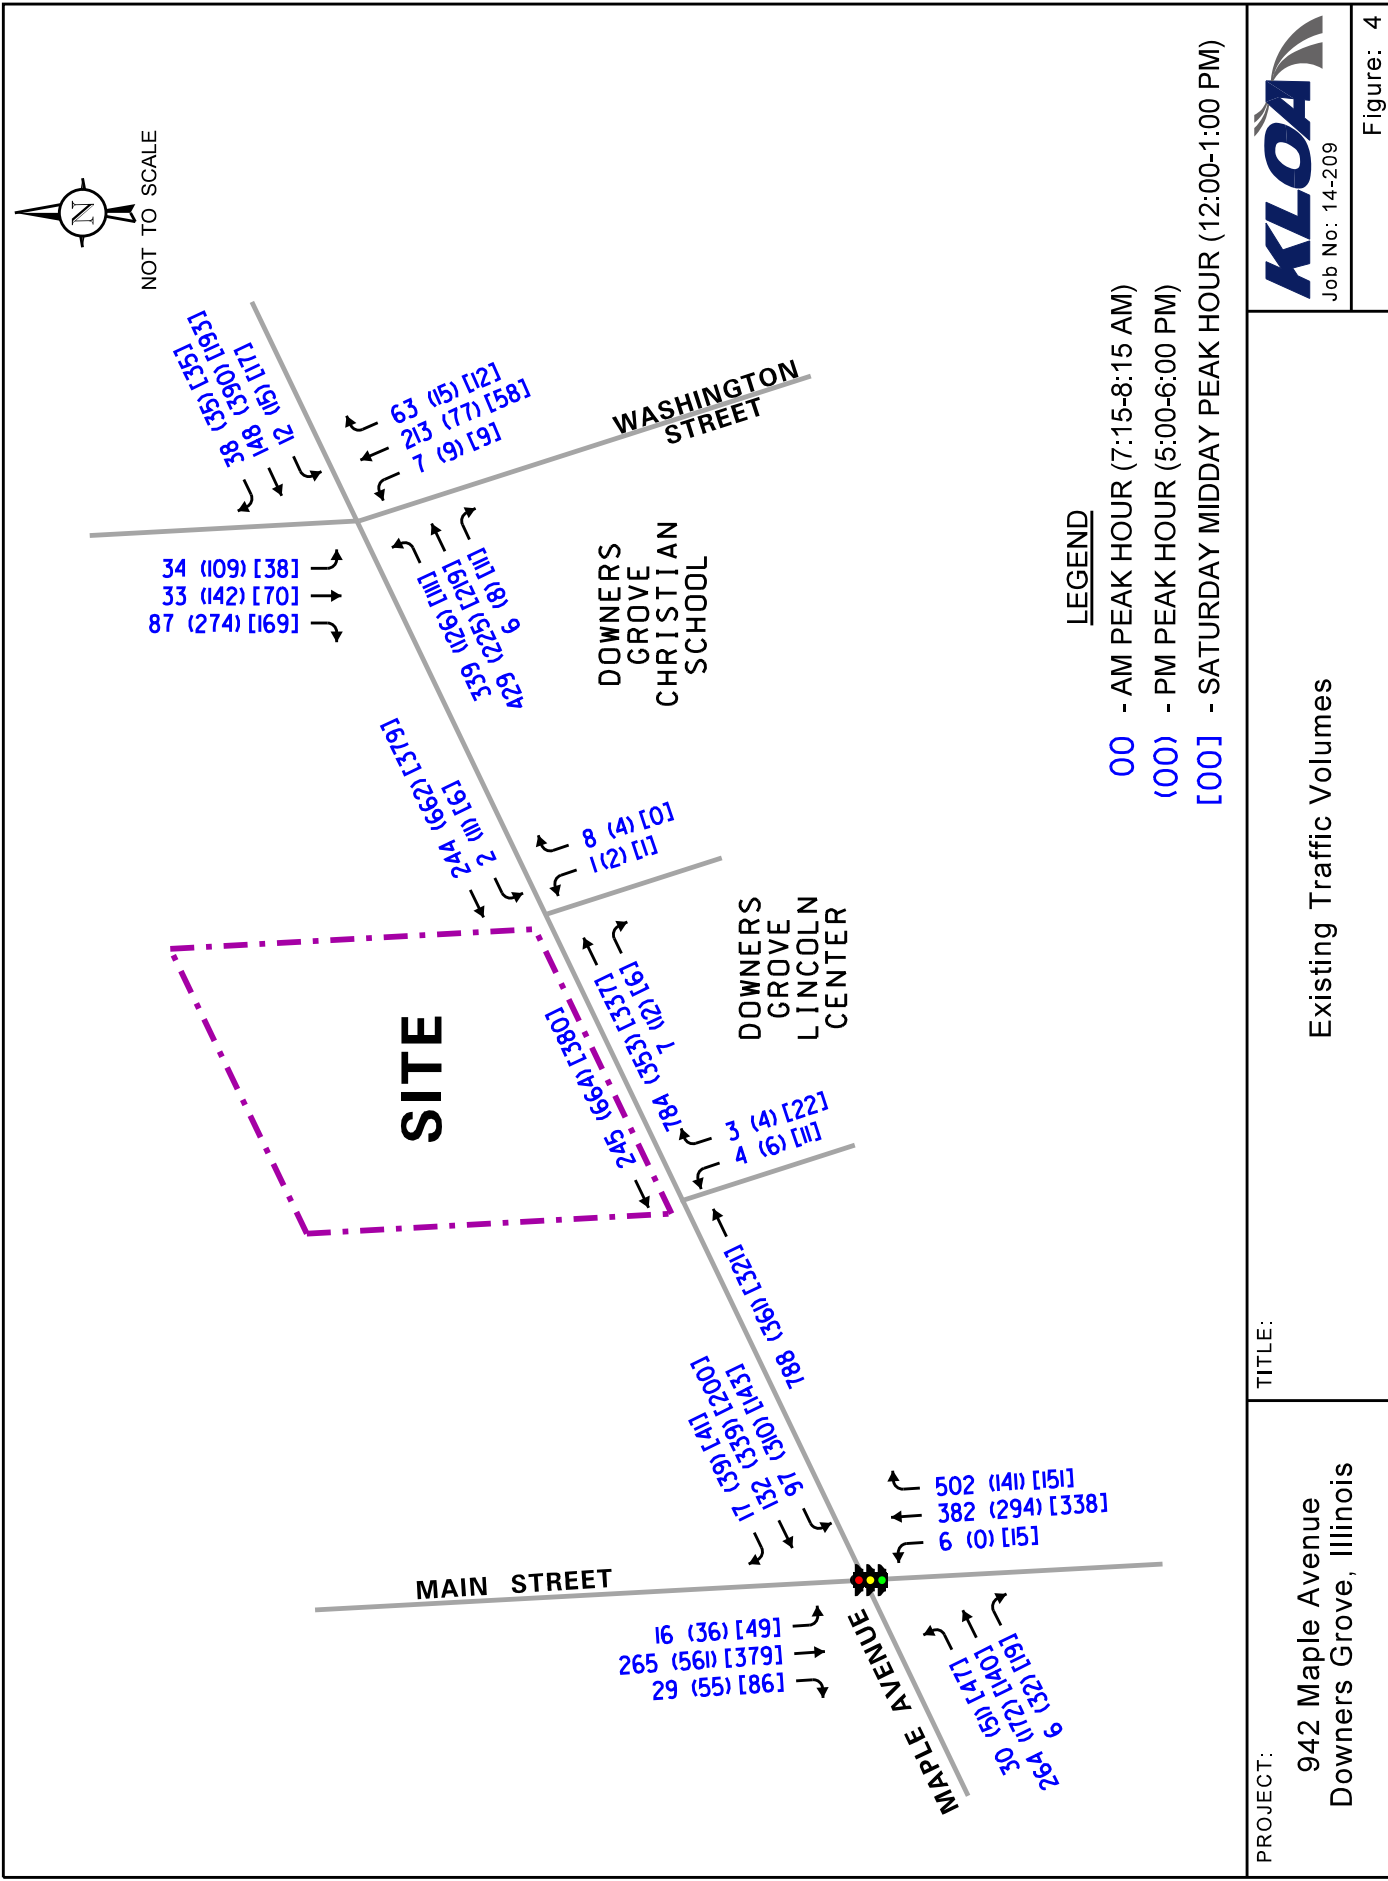 N
NOT TO SCALE
38 (35) [35]
148 (390) [193]
12 (15) [17]
63 (15) [12]
213 (77) [58]
7 (9) [9]
WASHINGTON
STREET
34 (109) [38]
33 (142) [70]
87 (274) [169]
339 (126) [111]
429 (225) [219]
6 (8) [11]
DOWNERS
GROVE
CHRISTIAN
SCHOOL
244 (662) [379]
2 (11) [6]
8 (4) [0]
1 (2) [1]
SITE
245 (664) [380]
784 (353) [337]
7 (12) [6]
DOWNERS
GROVE
LINCOLN
CENTER
3 (4) [22]
4 (6) [11]
788 (361) [321]
17 (39) [41]
132 (339) [200]
97 (310) [143]
502 (141) [151]
382 (294) [338]
6 (0) [15]
MAIN STREET
16 (36) [49]
265 (561) [379]
29 (55) [86]
MAPLE AVENUE
30 (51) [47]
264 (172) [140]
6 (32) [19]
LEGEND
00 - AM PEAK HOUR (7:15-8:15 AM)
(00) - PM PEAK HOUR (5:00-6:00 PM)
[00] - SATURDAY MIDDAY PEAK HOUR (12:00-1:00 PM)
PROJECT:
942 Maple Avenue
Downers Grove, Illinois
TITLE:
Existing Traffic Volumes
KLOA
Job No: 14-209
Figure: 4